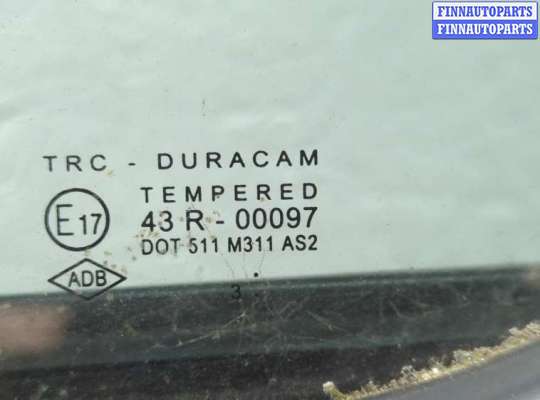 FINNAUTOPARTS
FINNAUTOPARTS
TRC - DURACAM
TEMPERED
E17
43 R - 00097
DOT 511 M311 AS2
ADB
3